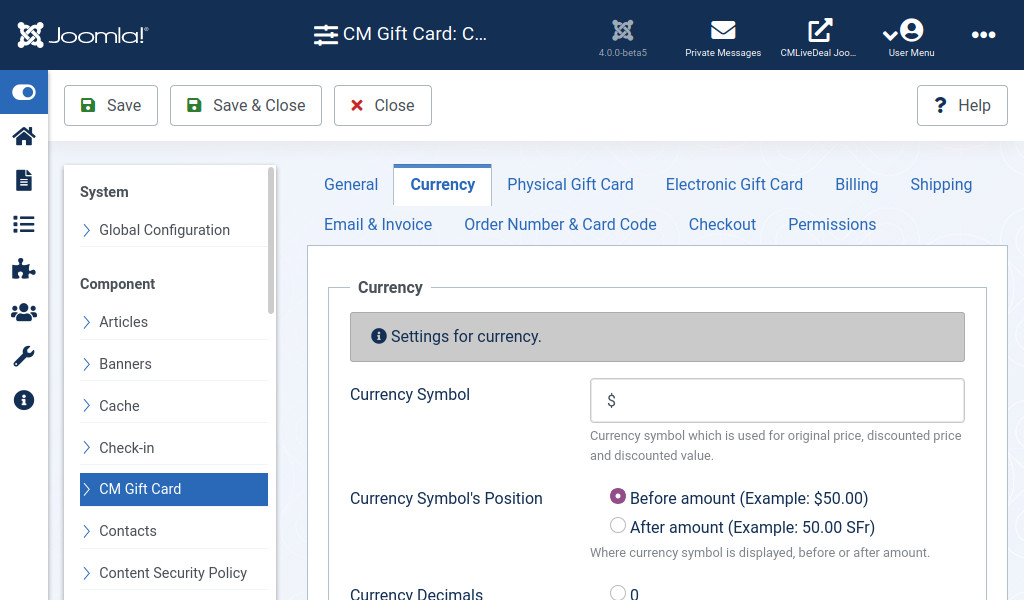 Joomla!
CM Gift Card: C...
4.0.0-beta5
Private Messages
CMLiveDeal Joo...
User Menu
Save
Save & Close
Close
? Help
System
Global Configuration
Component
Articles
Banners
Cache
Check-in
CM Gift Card
Contacts
Content Security Policy
General
Currency
Physical Gift Card
Electronic Gift Card
Billing
Shipping
Email & Invoice
Order Number & Card Code
Checkout
Permissions
Currency
Settings for currency.
Currency Symbol
$
Currency symbol which is used for original price, discounted price
and discounted value.
Currency Symbol's Position
Before amount (Example: $50.00)
After amount (Example: 50.00 SFr)
Where currency symbol is displayed, before or after amount.
Currency Decimals
0